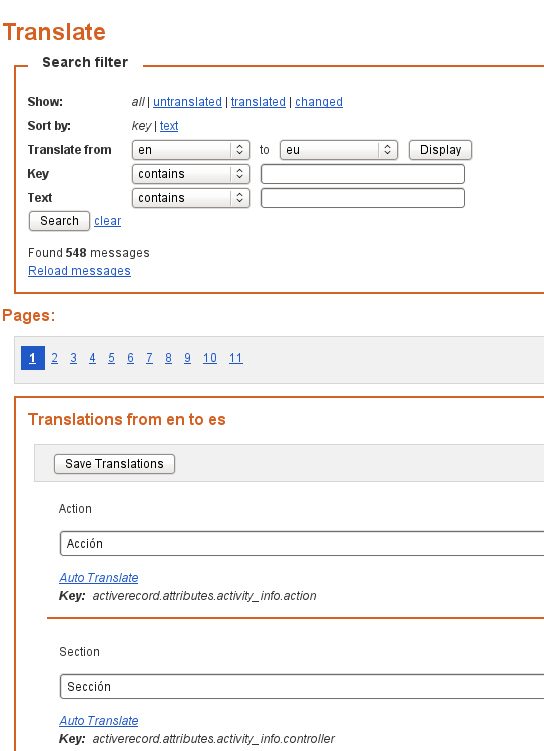 Translate
Search filter
Show: all | untranslated | translated | changed
Sort by: key | text
Translate from en to eu Display
Key contains
Text contains
Search clear
Found 548 messages
Reload messages
Pages:
1 2 3 4 5 6 7 8 9 10 11
Translations from en to es
Save Translations
Action
Acción
Auto Translate
Key: activerecord.attributes.activity_info.action
Section
Sección
Auto Translate
Key: activerecord.attributes.activity_info.controller